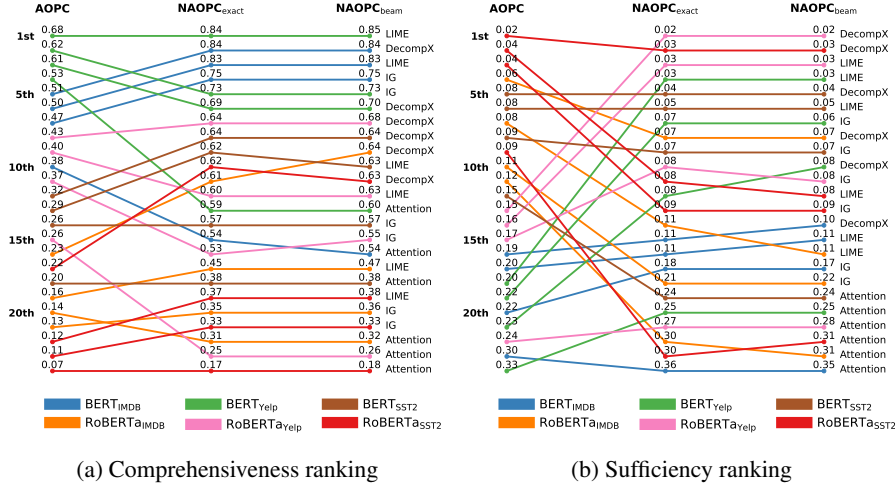 AOPC NAOPC_exact NAOPC_beam
1st 0.68 0.84 0.85 LIME
0.62 0.84 0.84 DecompX
0.61 0.83 0.83 LIME
0.53 0.75 0.75 IG
5th 0.51 0.73 0.73 IG
0.50 0.69 0.70 DecompX
0.47 0.64 0.68 DecompX
0.43 0.64 0.64 DecompX
0.40 0.62 0.64 DecompX
10th 0.38 0.62 0.63 LIME
0.37 0.61 0.63 DecompX
0.32 0.60 0.63 LIME
0.29 0.59 0.60 Attention
0.26 0.57 0.57 IG
15th 0.26 0.54 0.55 IG
0.23 0.53 0.54 Attention
0.22 0.45 0.47 LIME
0.20 0.38 0.38 Attention
0.16 0.37 0.38 LIME
20th 0.14 0.35 0.36 IG
0.13 0.33 0.33 IG
0.12 0.31 0.32 Attention
0.11 0.25 0.26 Attention
0.07 0.17 0.18 Attention
BERT_IMDB BERT_Yelp BERT_SST2
RoBERTa_IMDB RoBERTa_Yelp RoBERTa_SST2
(a) Comprehensiveness ranking
AOPC NAOPC_exact NAOPC_beam
1st 0.02 0.02 0.02 DecompX
0.04 0.03 0.03 DecompX
0.04 0.03 0.03 LIME
0.06 0.03 0.03 LIME
5th 0.08 0.04 0.04 DecompX
0.08 0.05 0.05 LIME
0.08 0.07 0.06 IG
0.09 0.07 0.07 DecompX
0.09 0.07 0.07 IG
10th 0.11 0.08 0.08 DecompX
0.12 0.08 0.08 IG
0.15 0.08 0.08 LIME
0.15 0.09 0.09 IG
0.16 0.11 0.10 DecompX
15th 0.17 0.11 0.11 LIME
0.19 0.11 0.11 LIME
0.20 0.18 0.17 IG
0.20 0.21 0.22 IG
0.22 0.24 0.24 Attention
20th 0.22 0.25 0.25 Attention
0.23 0.27 0.28 Attention
0.24 0.30 0.31 Attention
0.30 0.30 0.31 Attention
0.33 0.36 0.35 Attention
BERT_IMDB BERT_Yelp BERT_SST2
RoBERTa_IMDB RoBERTa_Yelp RoBERTa_SST2
(b) Sufficiency ranking